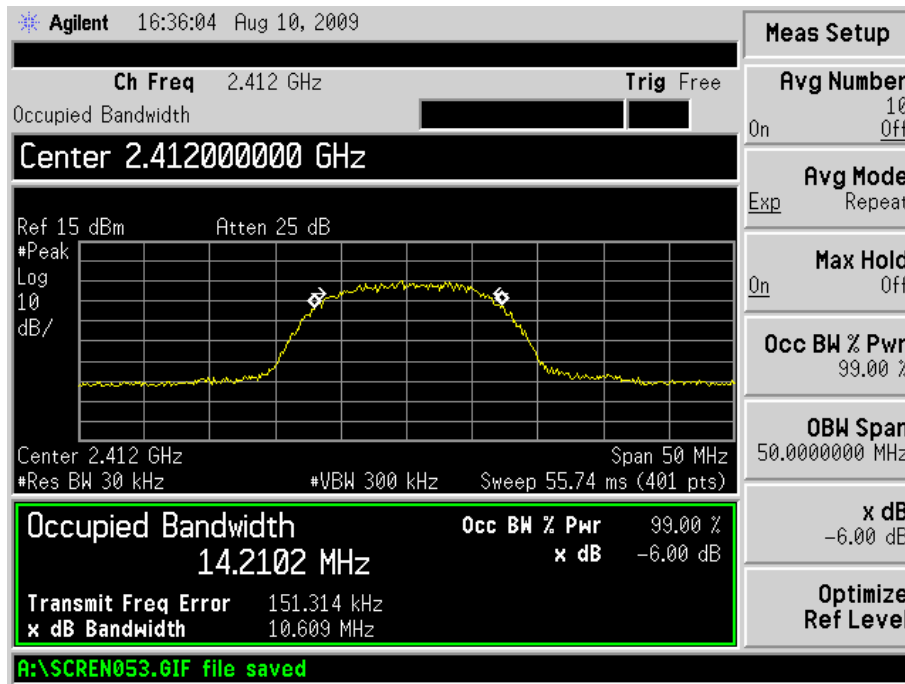 Agilent 16:36:04 Aug 10, 2009
Ch Freq 2.412 GHz Trig Free
Occupied Bandwidth
Center 2.412000000 GHz
Ref 15 dBm Atten 25 dB
#Peak
Log
10
dB/
Center 2.412 GHz Span 50 MHz
#Res BW 30 kHz #VBW 300 kHz Sweep 55.74 ms (401 pts)
Occupied Bandwidth Occ BW % Pwr 99.00 %
14.2102 MHz x dB -6.00 dB
Transmit Freq Error 151.314 kHz
x dB Bandwidth 10.609 MHz
A:\SCREN053.GIF file saved
Meas Setup
Avg Number
10
On Off
Avg Mode
Exp Repeat
Max Hold
On Off
Occ BW % Pwr
99.00 %
OBW Span
50.0000000 MHz
x dB
-6.00 dB
Optimize
Ref Level